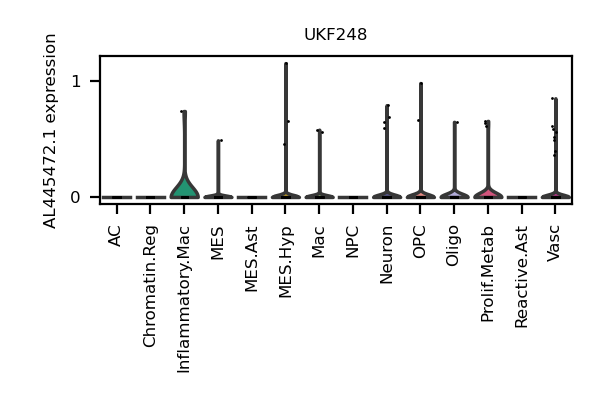 UKF248
AL445472.1 expression
1
0
AC
Chromatin.Reg
Inflammatory.Mac
MES
MES.Ast
MES.Hyp
Mac
NPC
Neuron
OPC
Oligo
Prolif.Metab
Reactive.Ast
Vasc